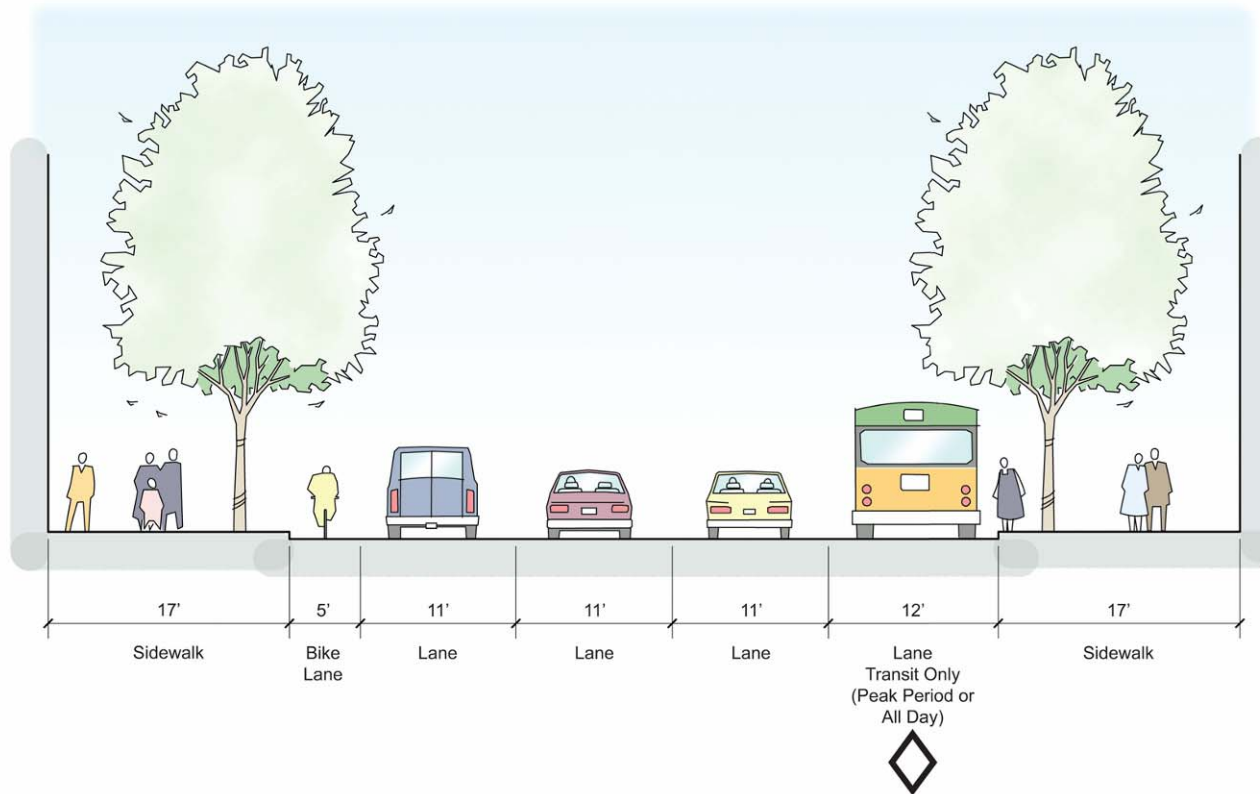 17’
5’
11’
11’
11’
12’
17’
Sidewalk
Bike
Lane
Lane
Lane
Lane
Lane
Transit Only
(Peak Period or
All Day)
Sidewalk